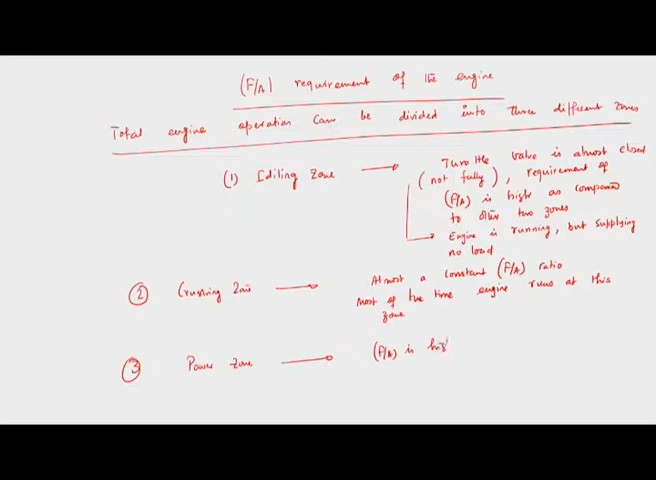 (F/A) requirement of the engine
Total engine operation can be divided into three different zones
(1) Idiling Zone → Turottle valve is almost closed
(not fully), requirement of
(F/A) is high as compared
to other two zones
→ Engine is running, but supplying
no load
(2) Crusing Zone → Almost a constant (F/A) ratio
most of the time engine runs at this
zone
(3) Power zone → (F/A) is hig